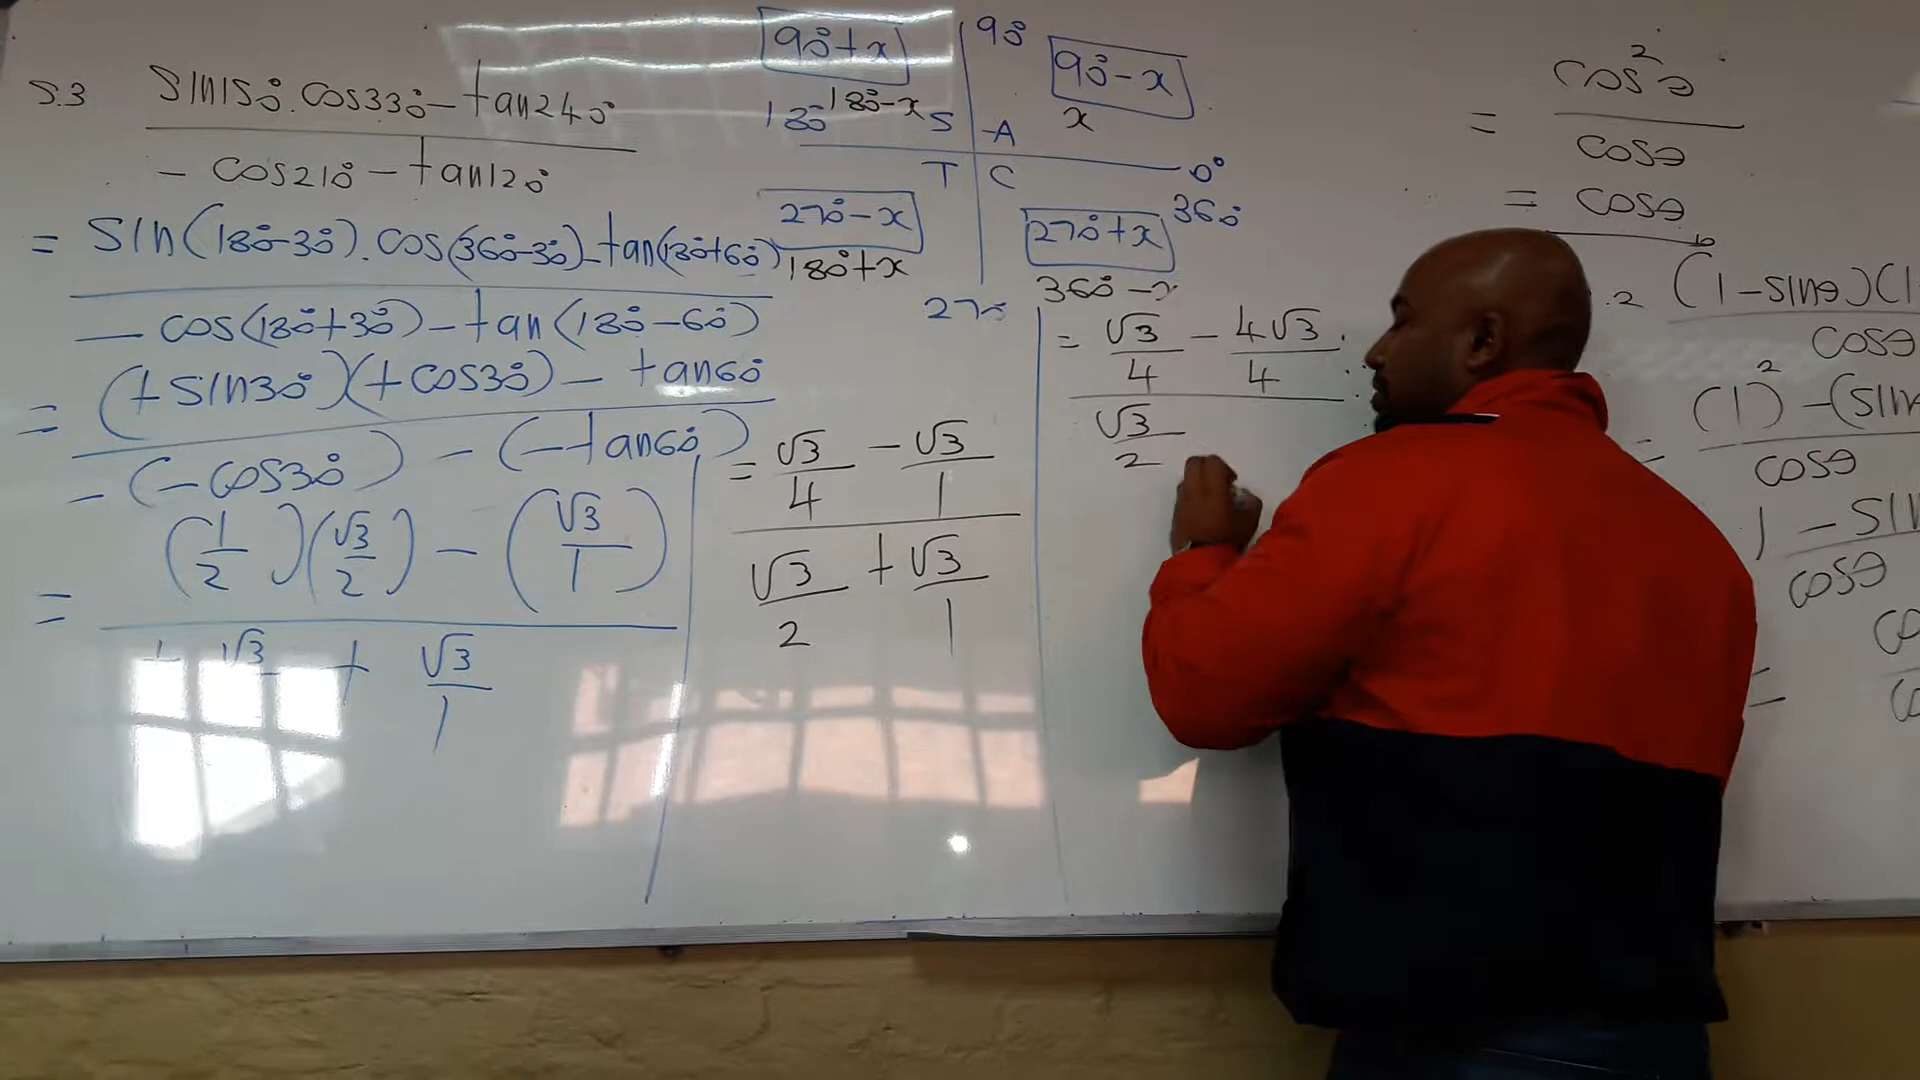 5.3 sin150°.cos330° - tan240°
- cos210° - tan120°
= sin(180°-30°).cos(360°-30°)-tan(180°+60°)
- cos(180°+30°) - tan(180°-60°)
= (+sin30°)(+cos30°) - tan60°
- (-cos30°) - (-tan60°)
= (1/2)(√3/2) - (√3/1)
+ √3 + √3/1
90°+x
90°
90°-x
180° 180°-x S A x
T C 0°
360°
270°-x
180°+x
270°+x
360°-x
270°
= √3/4 - √3/1
√3/2 + √3/1
= √3/4 - 4√3/4
√3/2
= cos²θ
cosθ
= cosθ
.2 (1-sinθ)(1
cosθ
= (1)² - (sin
cosθ
1 - sin
cosθ
=